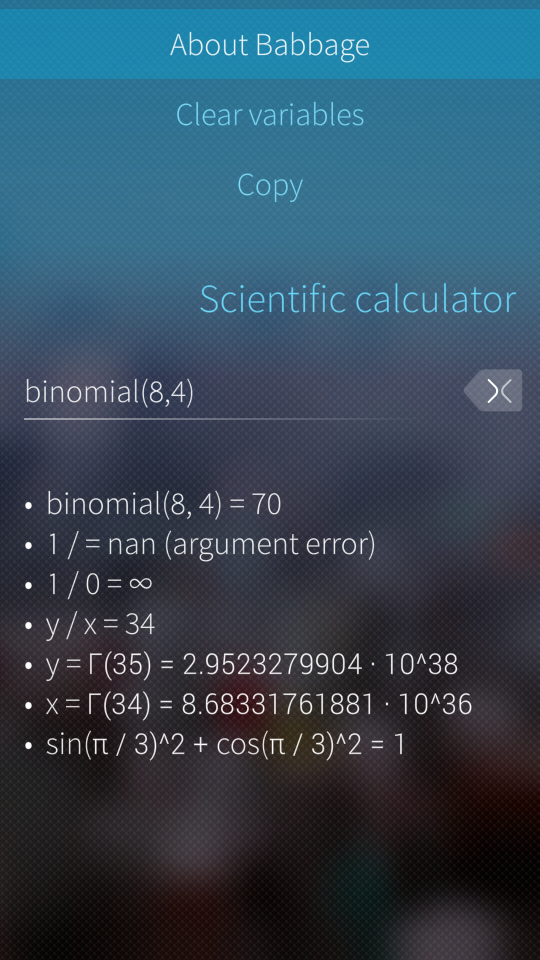 About Babbage
Clear variables
Copy
Scientific calculator
binomial(8,4)
• binomial(8, 4) = 70
• 1 / = nan (argument error)
• 1 / 0 = ∞
• y / x = 34
• y = Γ(35) = 2.9523279904 · 10^38
• x = Γ(34) = 8.68331761881 · 10^36
• sin(π / 3)^2 + cos(π / 3)^2 = 1